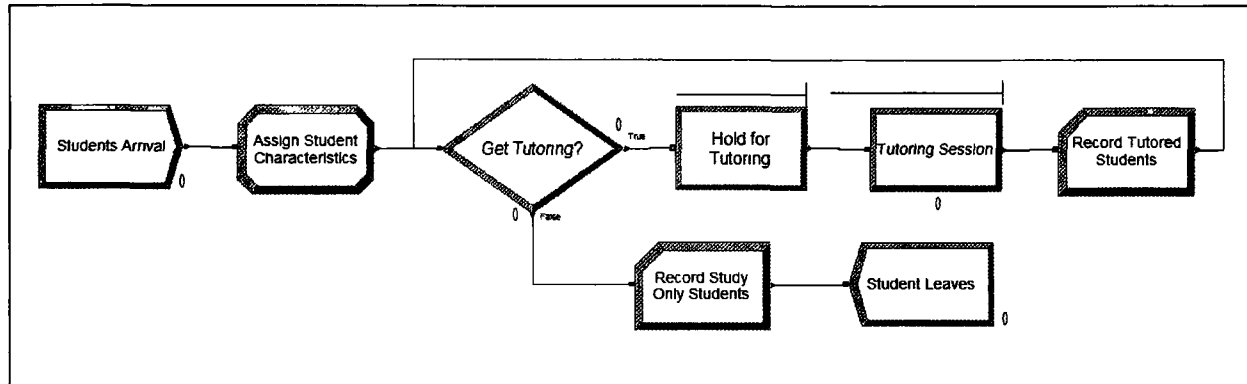 Students Arrival
0
Assign Student
Characteristics
Get Tutoring?
0
True
0
False
Hold for
Tutoring
Tutoring Session
0
Record Tutored
Students
Record Study
Only Students
Student Leaves
0